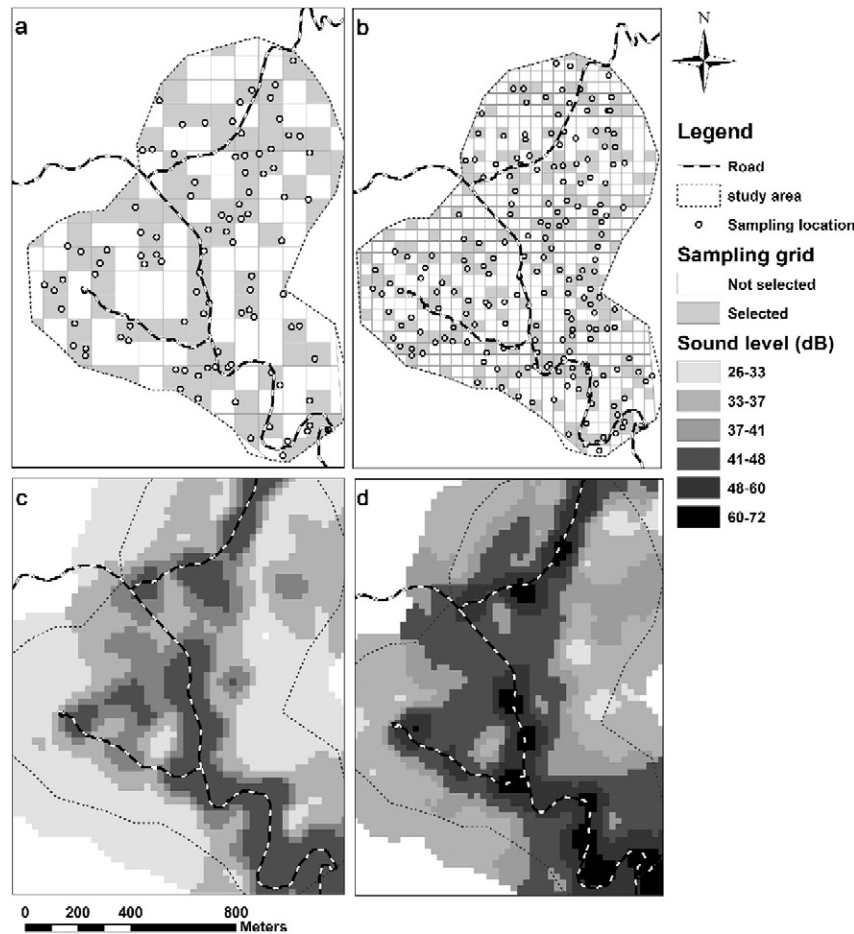 a
b
N
Legend
Road
study area
Sampling location
Sampling grid
Not selected
Selected
Sound level (dB)
26-33
33-37
37-41
41-48
48-60
60-72
c
d
0 200 400 800
Meters